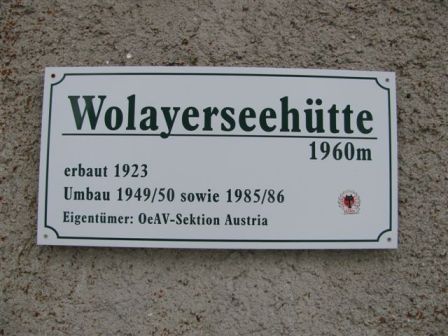 Wolayerseehütte
1960m
erbaut 1923
Umbau 1949/50 sowie 1985/86
Eigentümer: OeAV-Sektion Austria